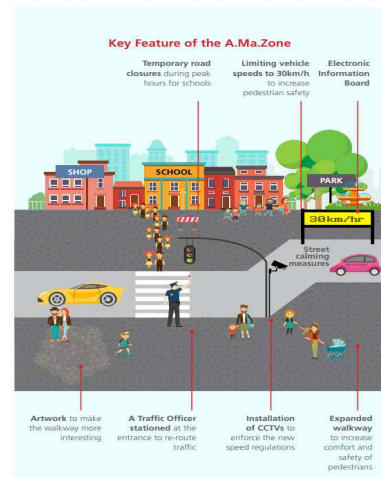 Key Feature of the A.Ma.Zone
Temporary road
closures during peak
hours for schools
Limiting vehicle
speeds to 30km/h
to increase
pedestrian safety
Electronic
Information
Board
SHOP
SCHOOL
PARK
30km/hr
Street
calming
measures
Artwork to make
the walkway more
interesting
A Traffic Officer
stationed at the
entrance to re-route
traffic
Installation
of CCTVs to
enforce the new
speed regulations
Expanded
walkway
to increase
comfort and
safety of
pedestrians